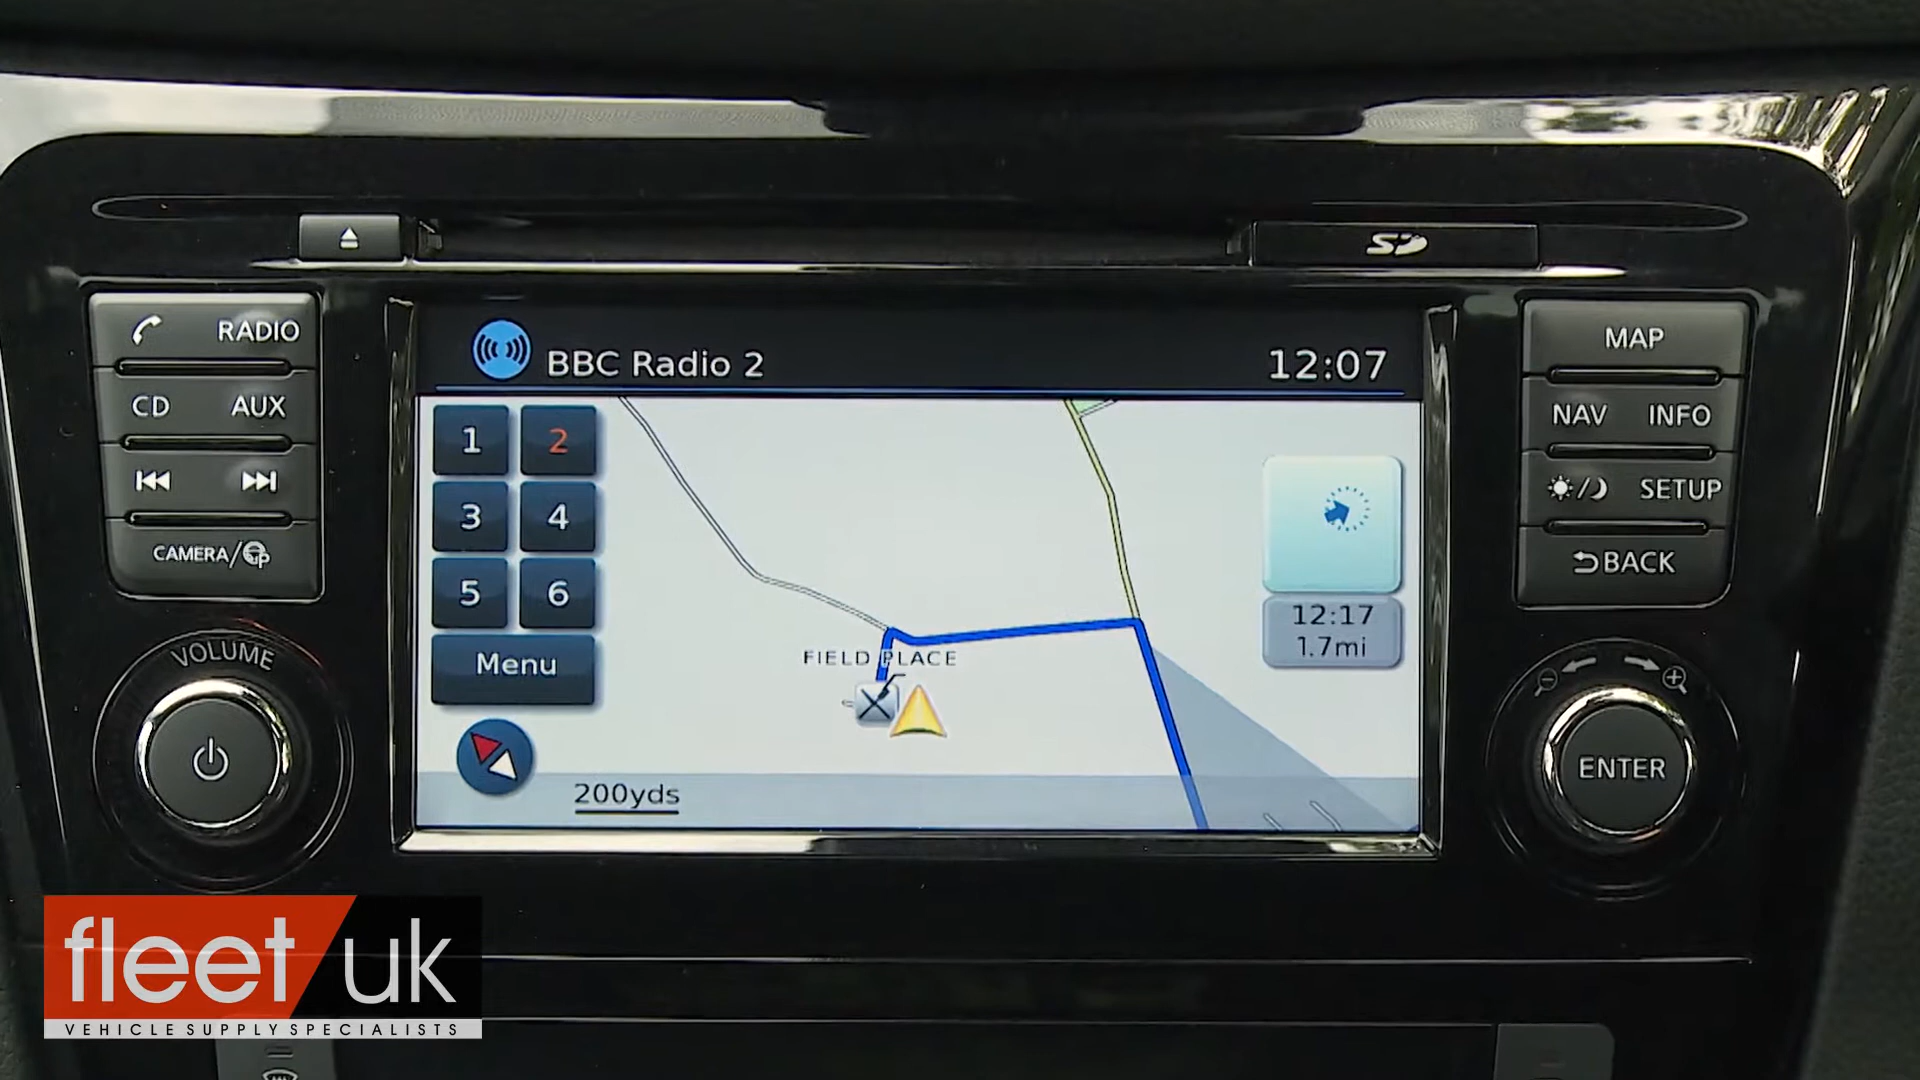 SD
RADIO
CD AUX
CAMERA/
VOLUME
BBC Radio 2 12:07
1 2
3 4
5 6
Menu
FIELD PLACE
200yds
12:17
1.7mi
MAP
NAV INFO
SETUP
BACK
ENTER
fleet uk
VEHICLE SUPPLY SPECIALISTS